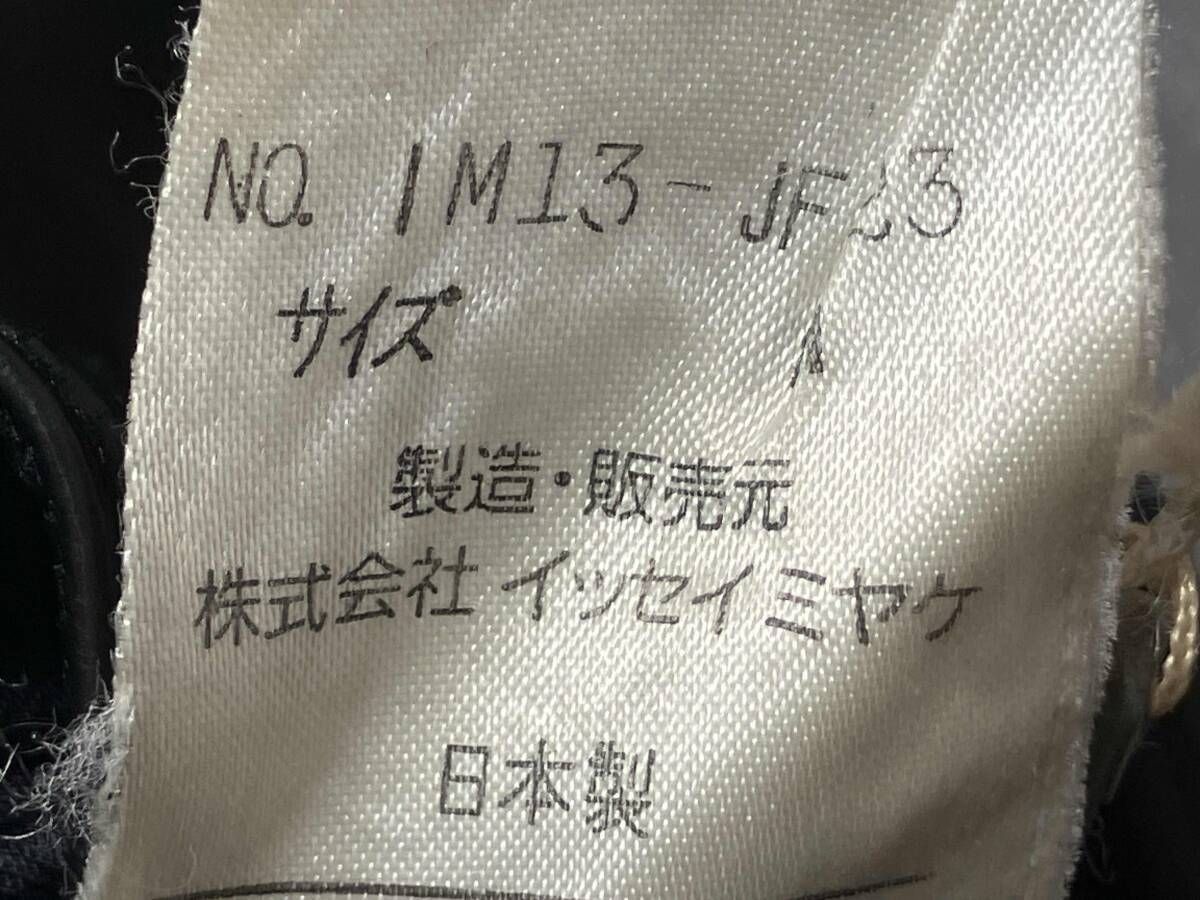 NO. IM13-JF
サイズ
製造・販売元
株式会社 イッセイミヤケ
日本製